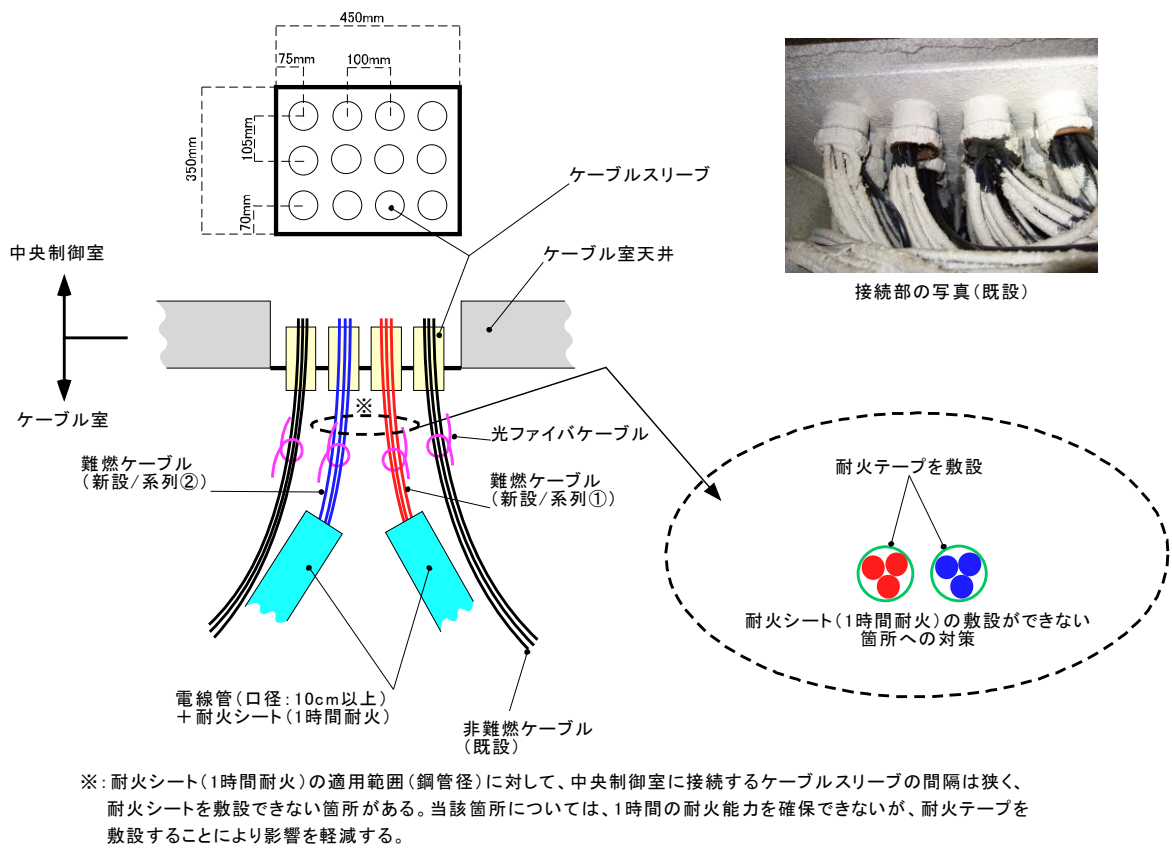 450mm
75mm
100mm
350mm
105mm
70mm
ケーブルスリーブ
中央制御室
ケーブル室天井
接続部の写真(既設)
ケーブル室
※
光ファイバケーブル
難燃ケーブル
(新設/系列②)
難燃ケーブル
(新設/系列①)
耐火テープを敷設
耐火シート(1時間耐火)の敷設ができない
箇所への対策
電線管(口径:10cm以上)
+耐火シート(1時間耐火)
非難燃ケーブル
(既設)
※:耐火シート(1時間耐火)の適用範囲(鋼管径)に対して、中央制御室に接続するケーブルスリーブの間隔は狭く、
耐火シートを敷設できない箇所がある。当該箇所については、1時間の耐火能力を確保できないが、耐火テープを
敷設することにより影響を軽減する。